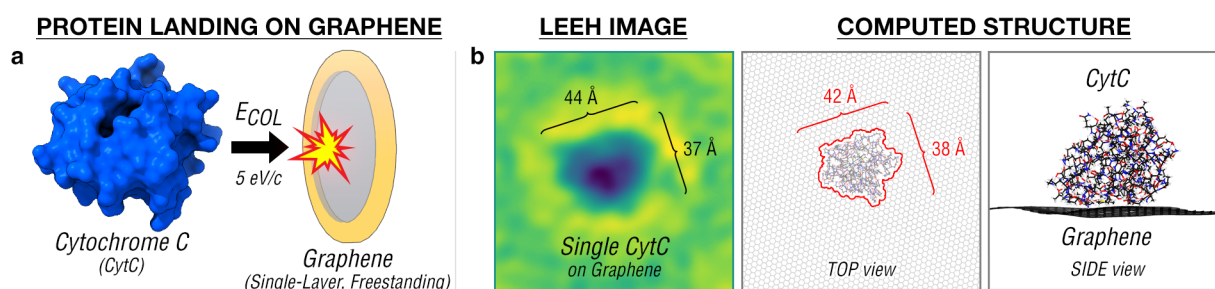 PROTEIN LANDING ON GRAPHENE
a
E_COL
5 eV/c
Cytochrome C
(CytC)
Graphene
(Single-Layer, Freestanding)
LEEH IMAGE
b
44 Å
37 Å
Single CytC
on Graphene
COMPUTED STRUCTURE
42 Å
38 Å
TOP view
CytC
Graphene
SIDE view